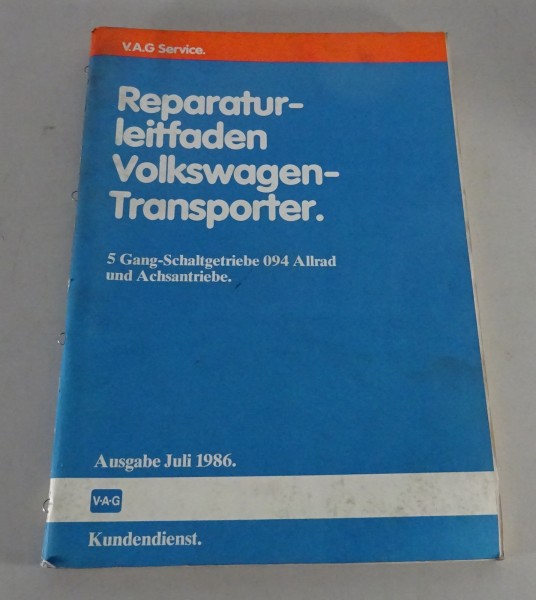 V.A.G Service.
Reparatur-
leitfaden
Volkswagen-
Transporter.
5 Gang-Schaltgetriebe 094 Allrad
und Achsantriebe.
Ausgabe Juli 1986.
V·A·G
Kundendienst.